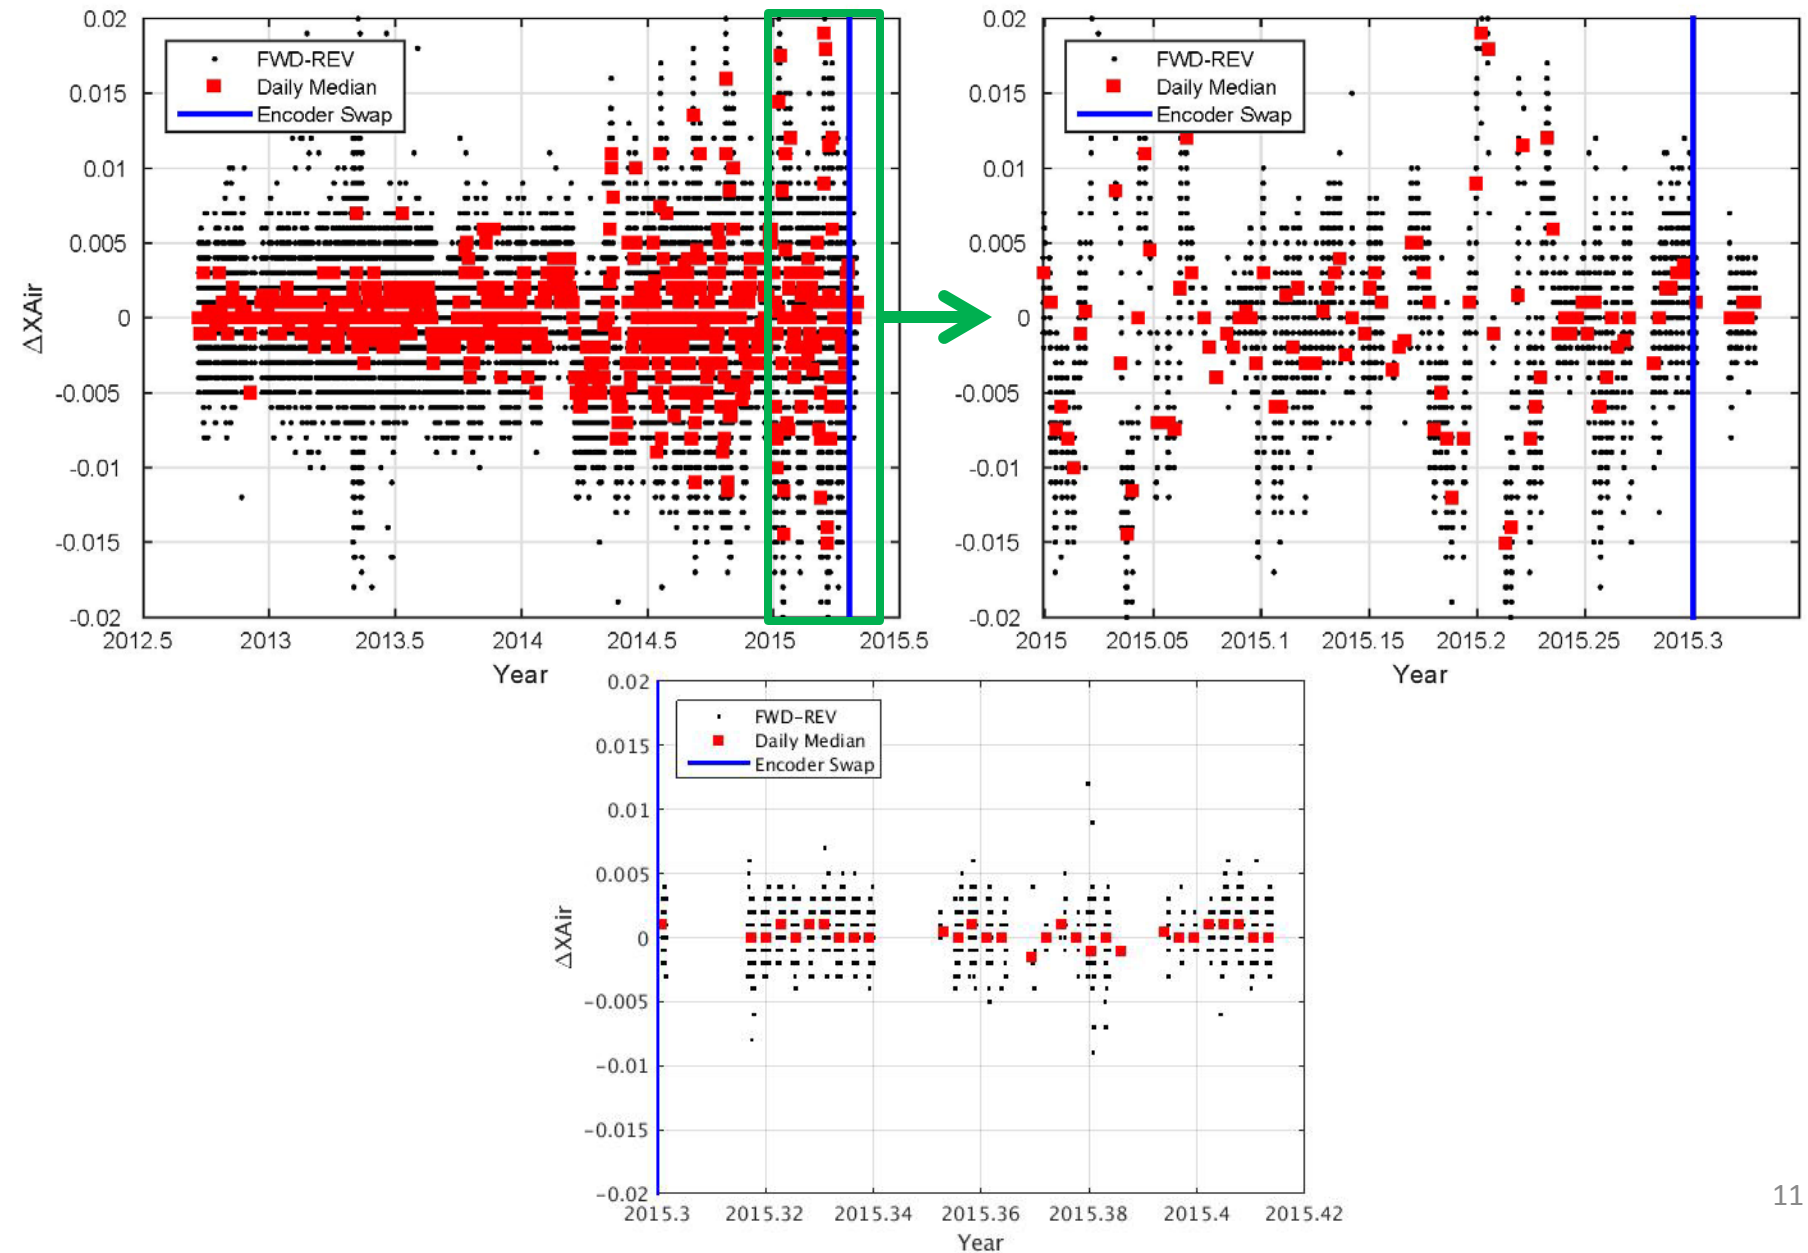 0.02
0.015
0.01
0.005
0
-0.005
-0.01
-0.015
-0.02
ΔXAir
FWD-REV
Daily Median
Encoder Swap
2012.5 2013 2013.5 2014 2014.5 2015 2015.5
Year
0.02
0.015
0.01
0.005
0
-0.005
-0.01
-0.015
-0.02
FWD-REV
Daily Median
Encoder Swap
2015 2015.05 2015.1 2015.15 2015.2 2015.25 2015.3
Year
0.02
0.015
0.01
0.005
0
−0.005
−0.01
−0.015
−0.02
ΔXAir
FWD−REV
Daily Median
Encoder Swap
2015.3 2015.32 2015.34 2015.36 2015.38 2015.4 2015.42
Year
11